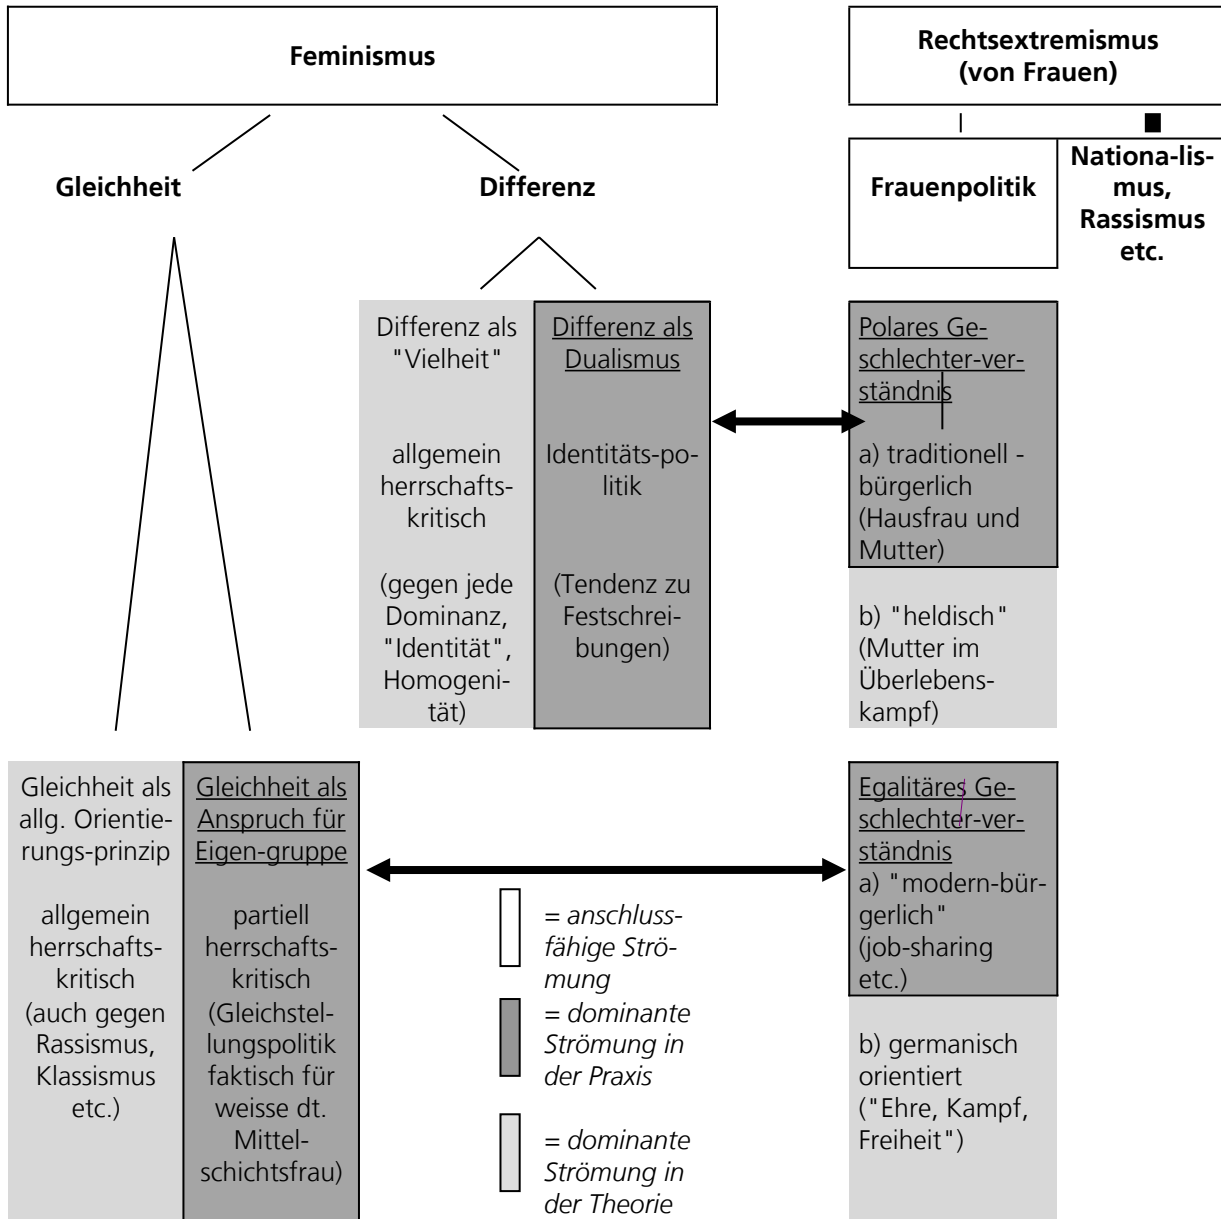 Feminismus
Rechtsextremismus
(von Frauen)
Gleichheit
Differenz
Frauenpolitik
Nationa-lis-
mus,
Rassismus
etc.
Differenz als
"Vielheit"
allgemein
herrschafts-
kritisch
(gegen jede
Dominanz,
"Identität",
Homogeni-
tät)
Differenz als
Dualismus
Identitäts-po-
litik
(Tendenz zu
Festschrei-
bungen)
Polares Ge-
schlechter-ver-
ständnis
a) traditionell -
bürgerlich
(Hausfrau und
Mutter)
b) "heldisch"
(Mutter im
Überlebens-
kampf)
Gleichheit als
allg. Orientie-
rungs-prinzip
allgemein
herrschafts-
kritisch
(auch gegen
Rassismus,
Klassismus
etc.)
Gleichheit als
Anspruch für
Eigen-gruppe
partiell
herrschafts-
kritisch
(Gleichstel-
lungspolitik
faktisch für
weisse dt.
Mittel-
schichtsfrau)
= anschluss-
fähige Strö-
mung
= dominante
Strömung in
der Praxis
= dominante
Strömung in
der Theorie
Egalitäres Ge-
schlechter-ver-
ständnis
a) "modern-bür-
gerlich"
(job-sharing
etc.)
b) germanisch
orientiert
("Ehre, Kampf,
Freiheit")